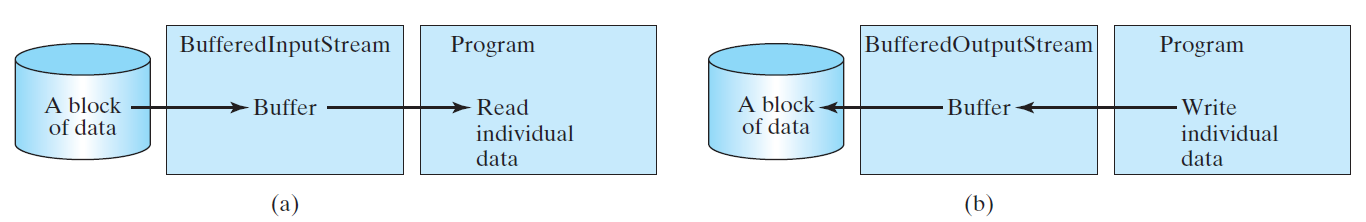 BufferedInputStream
Program
A block
of data
Buffer
Read
individual
data
(a)
BufferedOutputStream
Program
A block
of data
Buffer
Write
individual
data
(b)